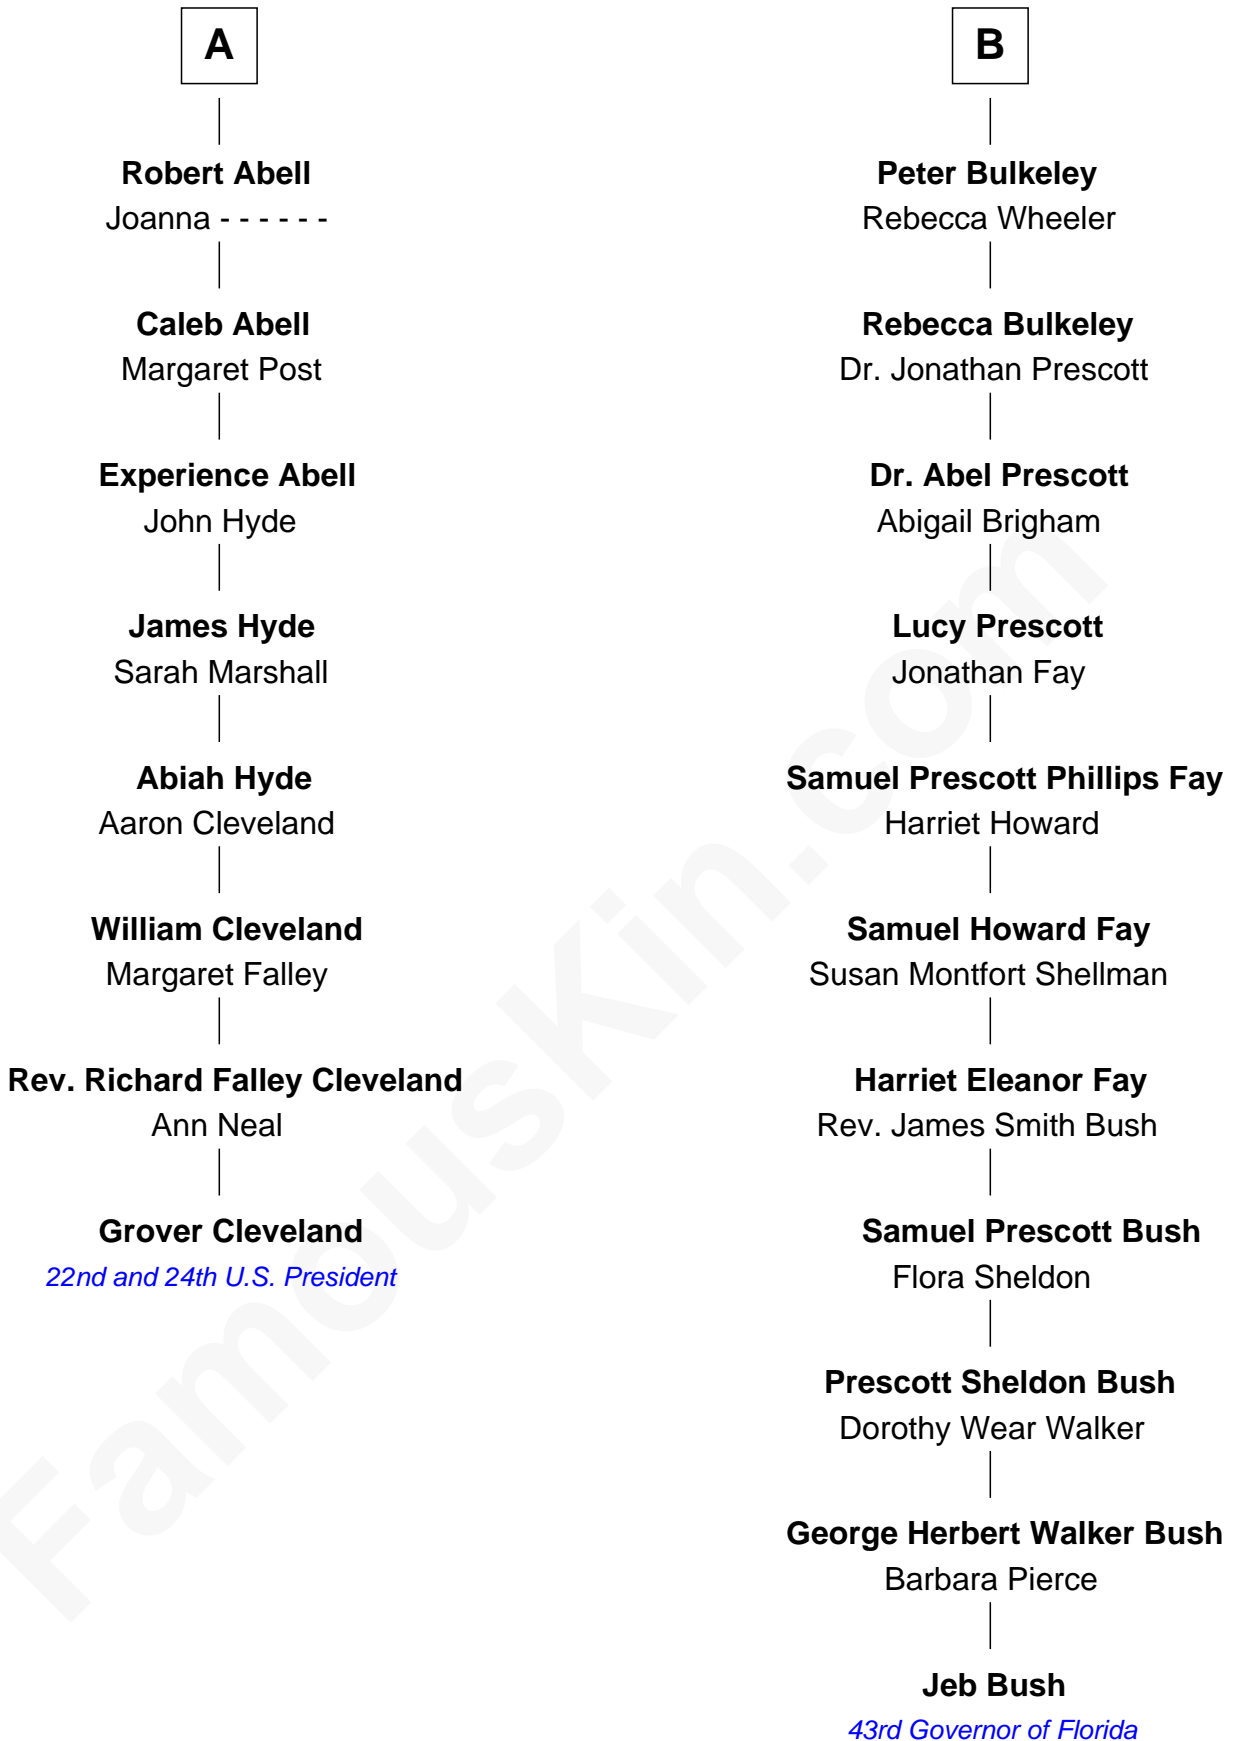 A
Robert Abell
Joanna - - - - - -
Caleb Abell
Margaret Post
Experience Abell
John Hyde
James Hyde
Sarah Marshall
Abiah Hyde
Aaron Cleveland
William Cleveland
Margaret Falley
Rev. Richard Falley Cleveland
Ann Neal
Grover Cleveland
22nd and 24th U.S. President
B
Peter Bulkeley
Rebecca Wheeler
Rebecca Bulkeley
Dr. Jonathan Prescott
Dr. Abel Prescott
Abigail Brigham
Lucy Prescott
Jonathan Fay
Samuel Prescott Phillips Fay
Harriet Howard
Samuel Howard Fay
Susan Montfort Shellman
Harriet Eleanor Fay
Rev. James Smith Bush
Samuel Prescott Bush
Flora Sheldon
Prescott Sheldon Bush
Dorothy Wear Walker
George Herbert Walker Bush
Barbara Pierce
Jeb Bush
43rd Governor of Florida
FamousKin.com